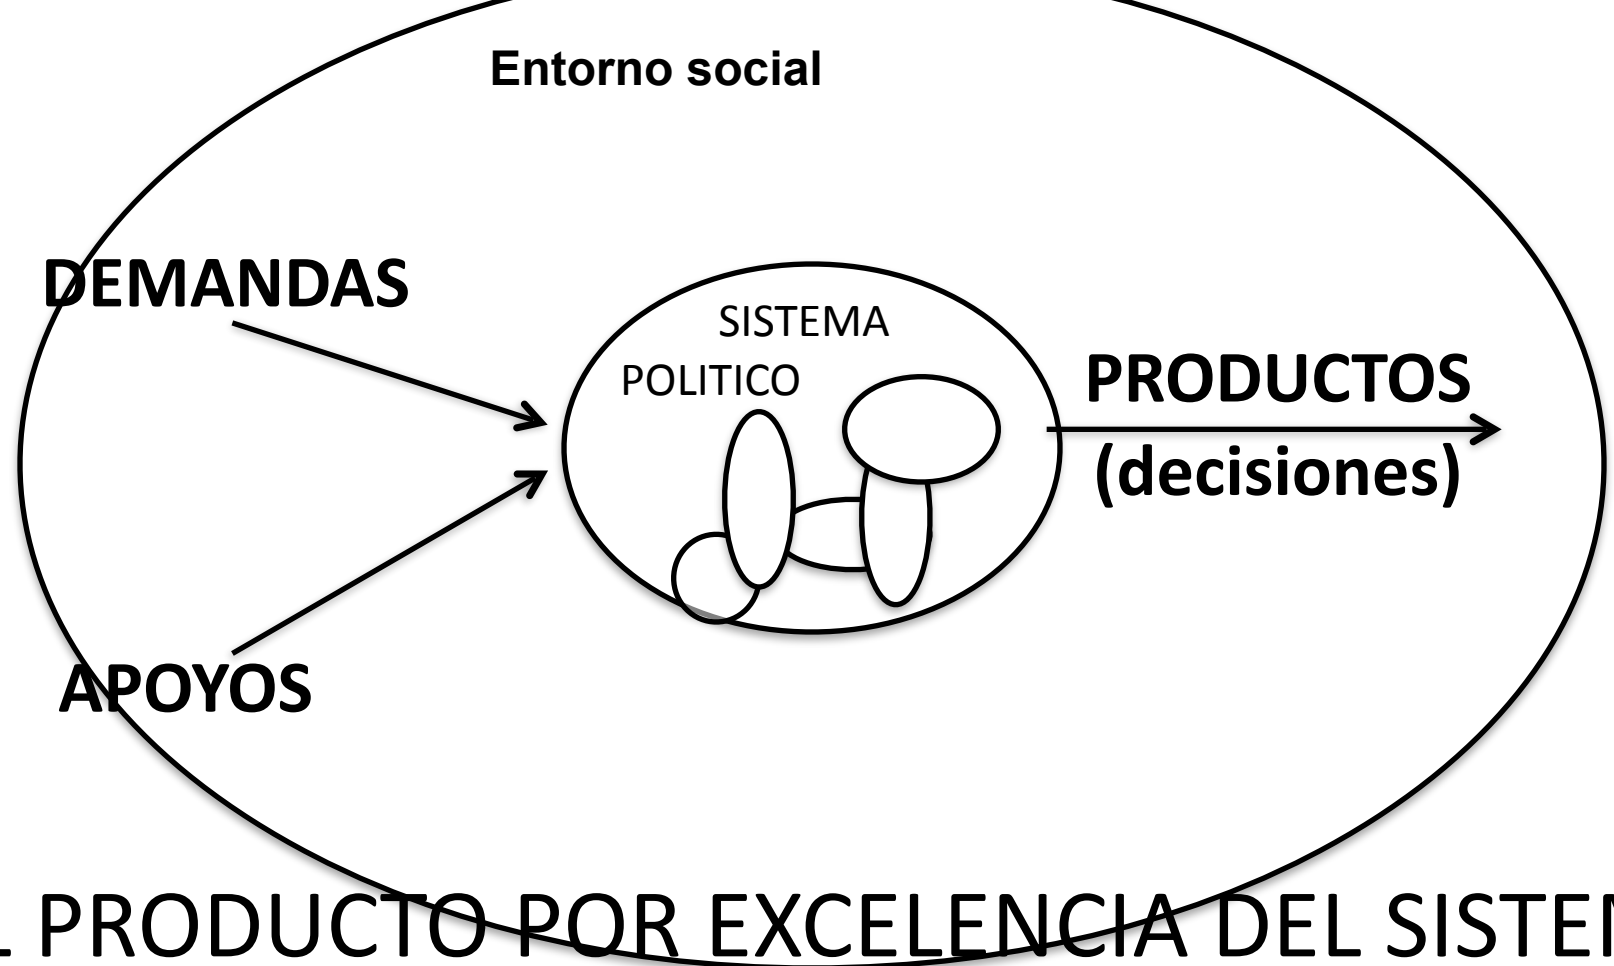 Entorno social
DEMANDAS
SISTEMA
POLITICO
PRODUCTOS
(decisiones)
APOYOS
PRODUCTO POR EXCELENCIA DEL